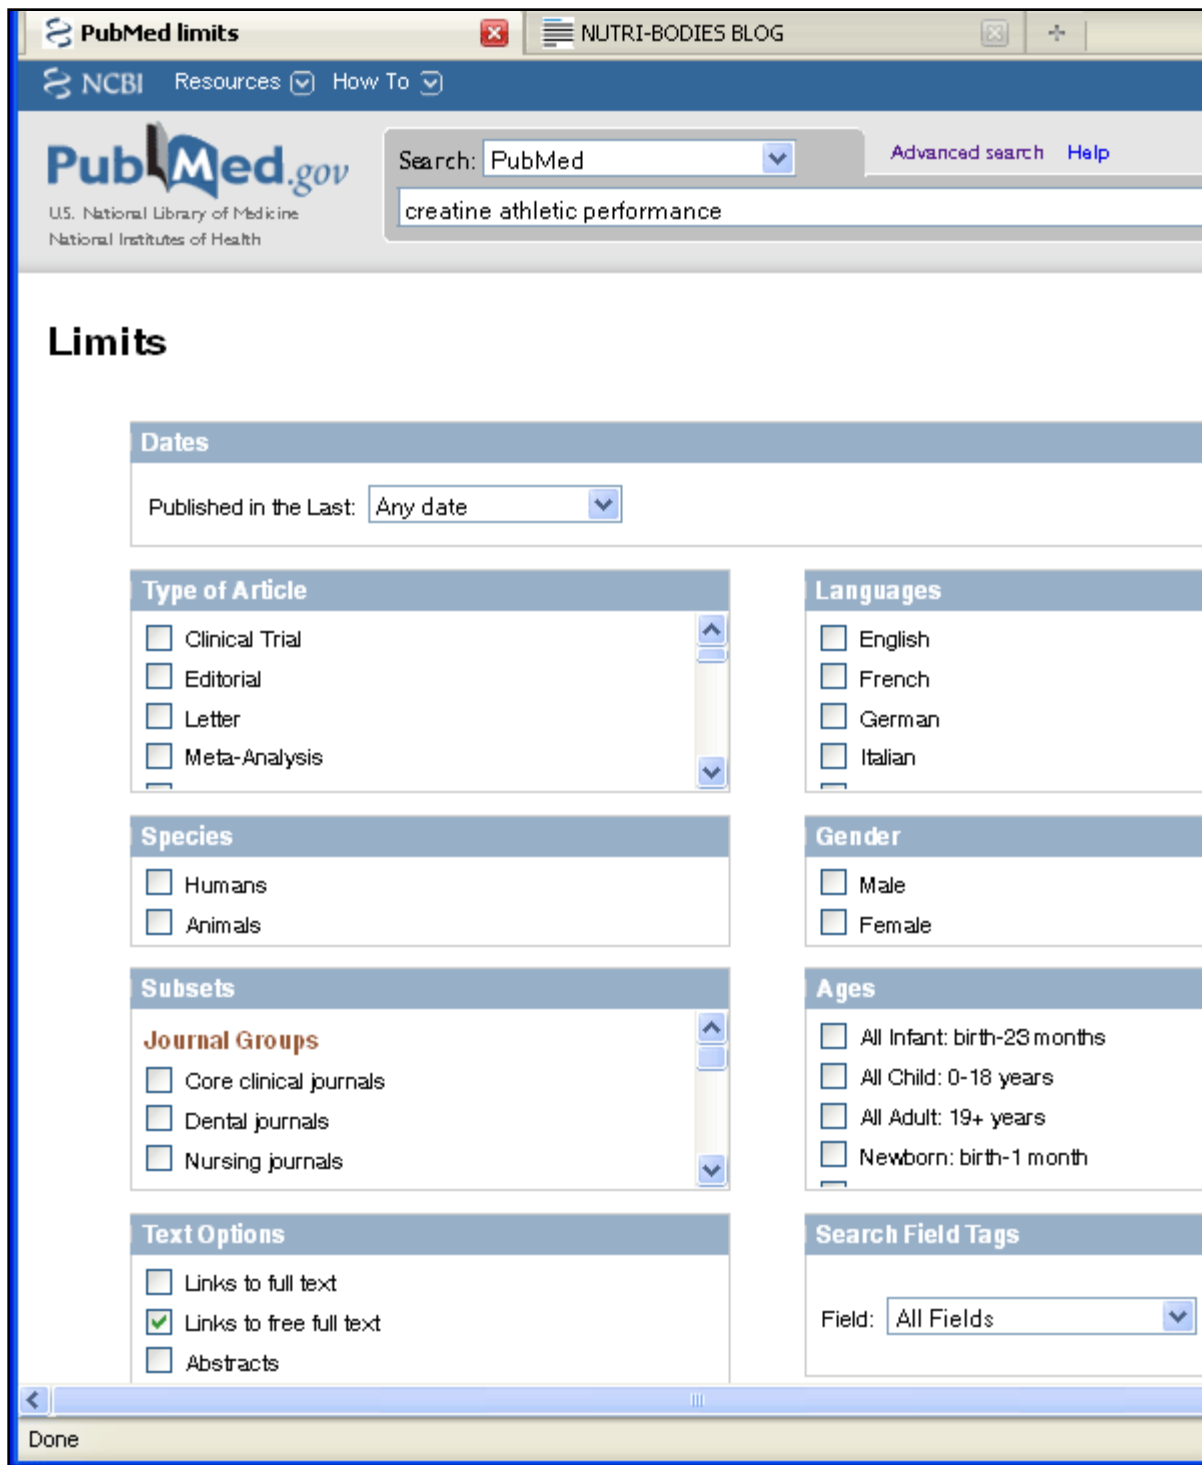 PubMed limits
NUTRI-BODIES BLOG
NCBI Resources How To
PubMed.gov
U.S. National Library of Medicine
National Institutes of Health
Search: PubMed
Advanced search Help
creatine athletic performance
Limits
Dates
Published in the Last: Any date
Type of Article
Clinical Trial
Editorial
Letter
Meta-Analysis
Languages
English
French
German
Italian
Species
Humans
Animals
Gender
Male
Female
Subsets
Journal Groups
Core clinical journals
Dental journals
Nursing journals
Ages
All Infant: birth-23 months
All Child: 0-18 years
All Adult: 19+ years
Newborn: birth-1 month
Text Options
Links to full text
Links to free full text
Abstracts
Search Field Tags
Field: All Fields
Done